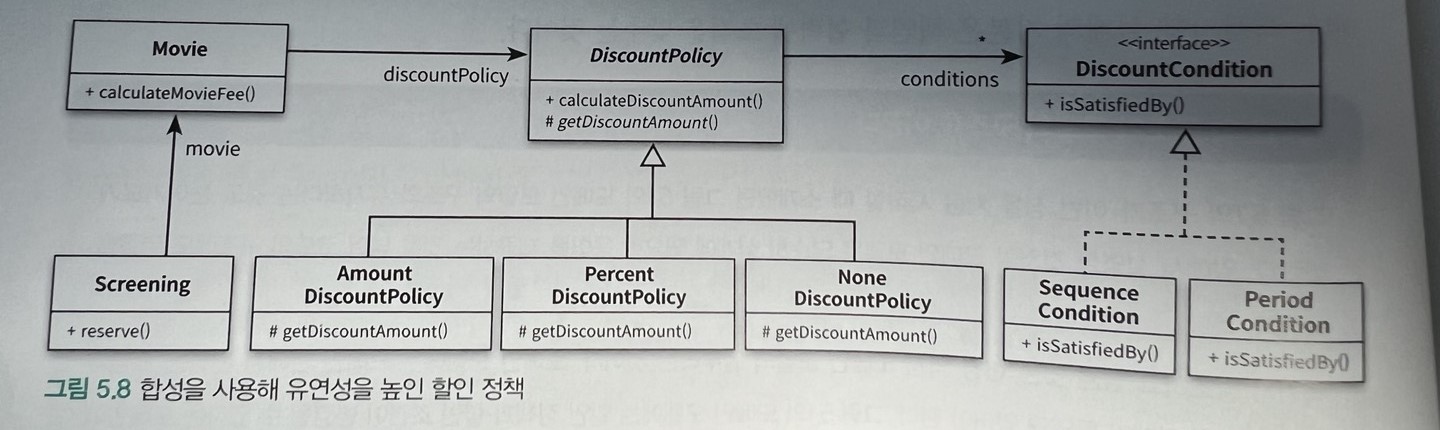 Movie
+ calculateMovieFee()
discountPolicy
DiscountPolicy
+ calculateDiscountAmount()
# getDiscountAmount()
*
conditions
<<interface>>
DiscountCondition
+ isSatisfiedBy()
movie
Screening
+ reserve()
Amount
DiscountPolicy
# getDiscountAmount()
Percent
DiscountPolicy
# getDiscountAmount()
None
DiscountPolicy
# getDiscountAmount()
Sequence
Condition
+ isSatisfiedBy()
Period
Condition
+ isSatisfiedBy()
그림 5.8 합성을 사용해 유연성을 높인 할인 정책